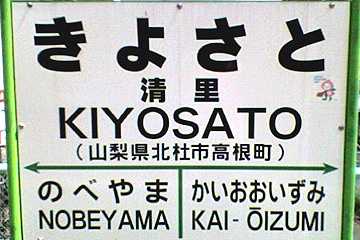 きよさと
清里
KIYOSATO
(山梨県北杜市高根町)
のべやま かいおおいずみ
NOBEYAMA KAI-ŌIZUMI